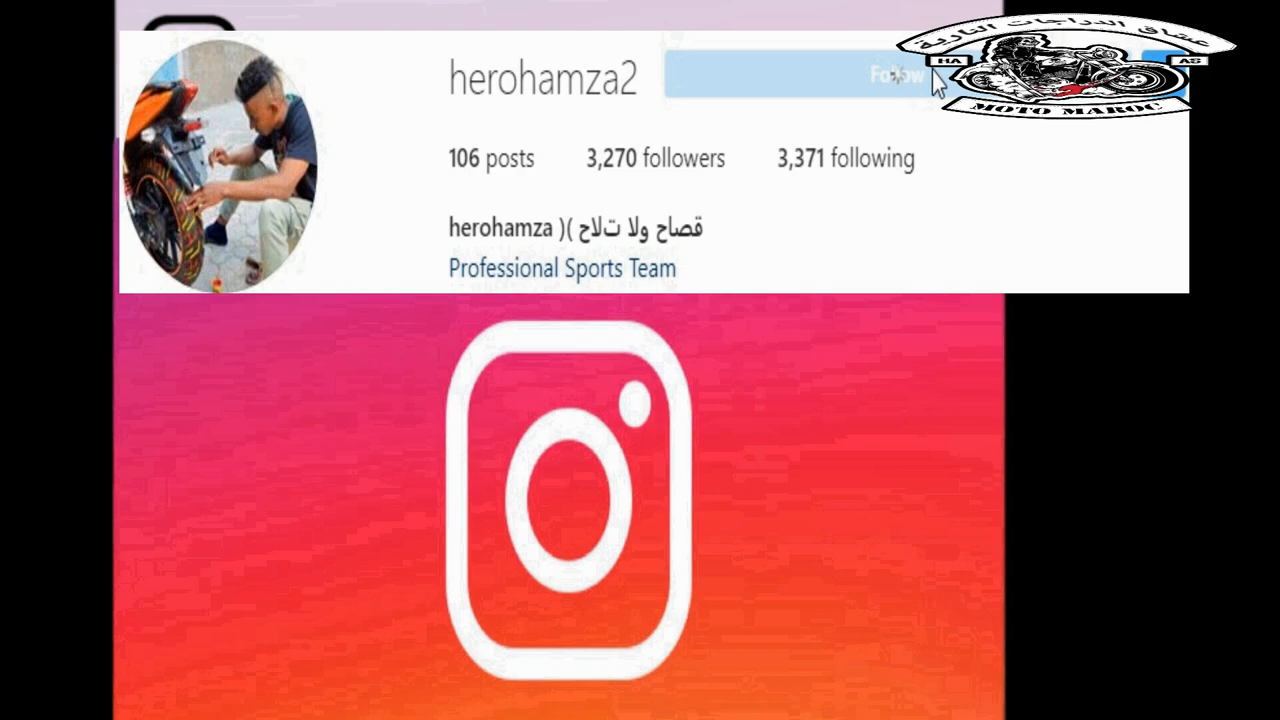 herohamza2
Follow
106 posts 3,270 followers 3,371 following
herohamza )( قصاح ولا تلاح
Professional Sports Team
عشاق الدراجات النارية
HA AS
MOTO MAROC